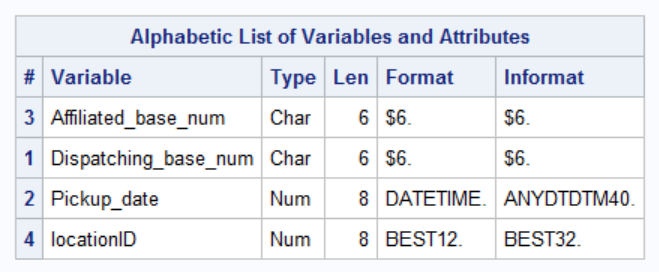 Alphabetic List of Variables and Attributes
# Variable Type Len Format Informat
3 Affiliated_base_num Char 6 $6. $6.
1 Dispatching_base_num Char 6 $6. $6.
2 Pickup_date Num 8 DATETIME. ANYDTDTM40.
4 locationID Num 8 BEST12. BEST32.